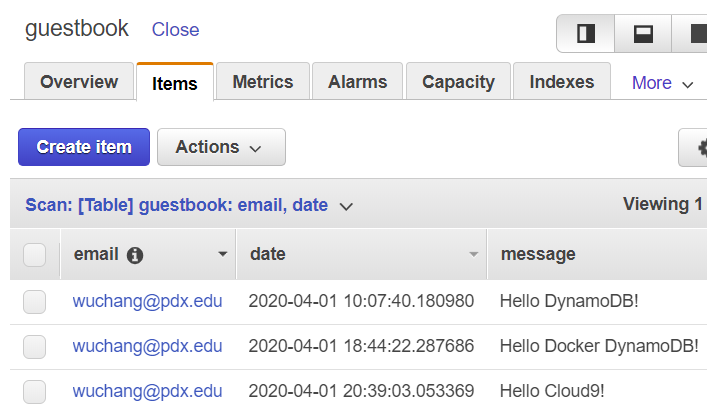 guestbook Close
Overview Items Metrics Alarms Capacity Indexes More
Create item Actions
Scan: [Table] guestbook: email, date Viewing 1
email date message
wuchang@pdx.edu 2020-04-01 10:07:40.180980 Hello DynamoDB!
wuchang@pdx.edu 2020-04-01 18:44:22.287686 Hello Docker DynamoDB!
wuchang@pdx.edu 2020-04-01 20:39:03.053369 Hello Cloud9!